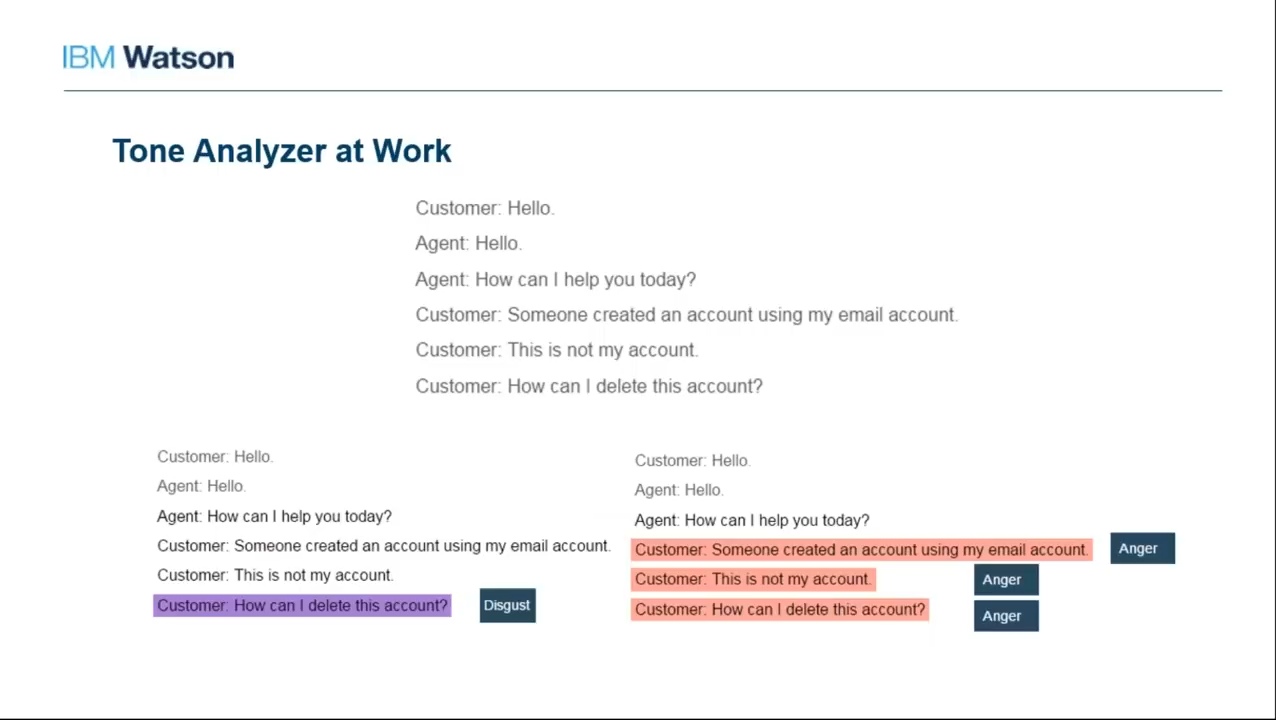 IBM Watson
Tone Analyzer at Work
Customer: Hello.
Agent: Hello.
Agent: How can I help you today?
Customer: Someone created an account using my email account.
Customer: This is not my account.
Customer: How can I delete this account?
Customer: Hello.
Agent: Hello.
Agent: How can I help you today?
Customer: Someone created an account using my email account.
Customer: This is not my account.
Customer: How can I delete this account?
Disgust
Customer: Hello.
Agent: Hello.
Agent: How can I help you today?
Customer: Someone created an account using my email account.
Anger
Customer: This is not my account.
Anger
Customer: How can I delete this account?
Anger